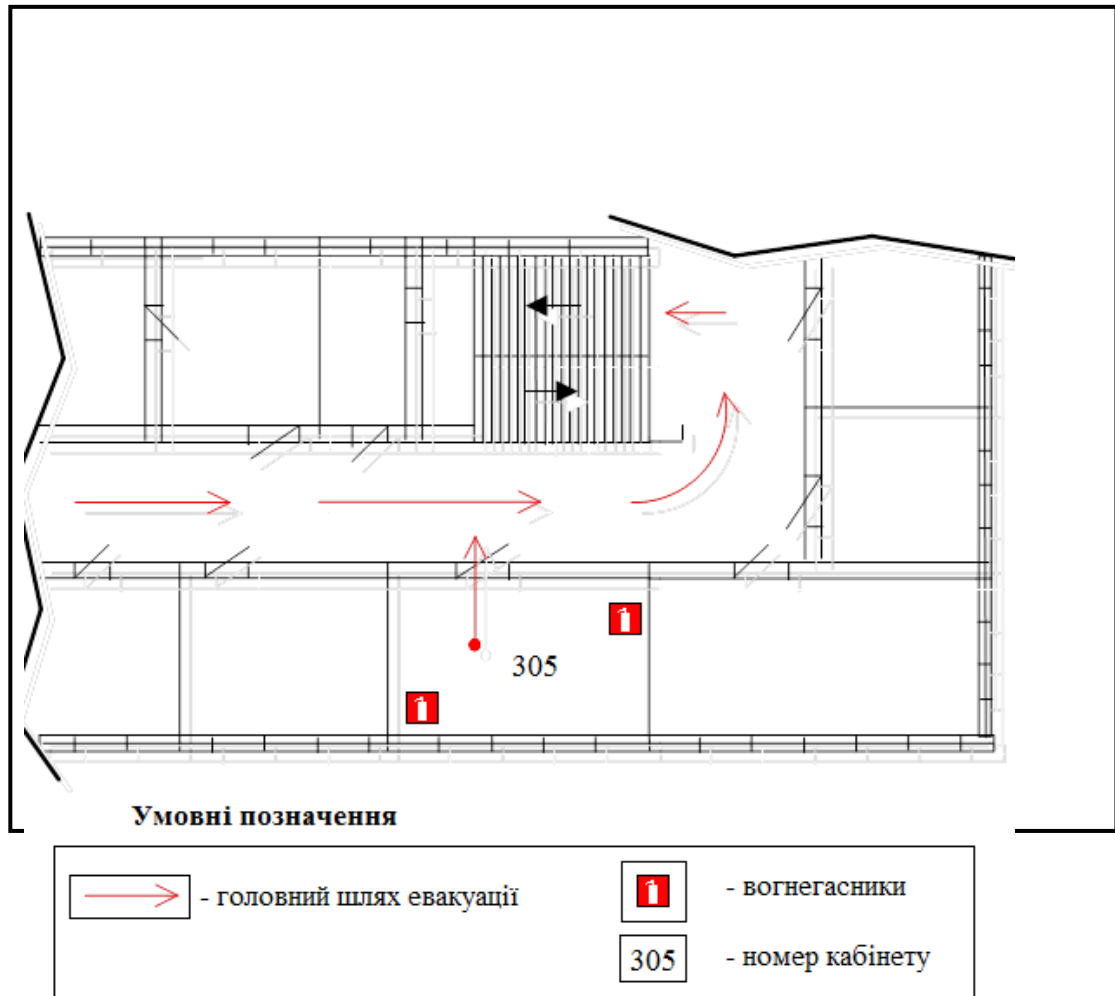 305
Умовні позначення
- головний шлях евакуації
- вогнегасники
305
- номер кабінету